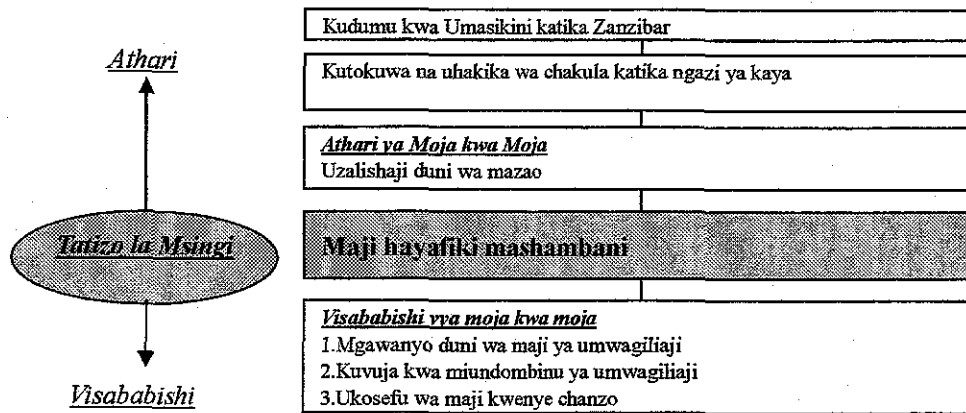 Athari
Tatizo la Msingi
Visababishi
Kudumu kwa Umasikini katika Zanzibar
Kutokuwa na uhakika wa chakula katika ngazi ya kaya
Athari ya Moja kwa Moja
Uzalishaji duni wa mazao
Maji hayafiki mashambani
Visababishi vya moja kwa moja
1.Mgawanyo duni wa maji ya umwagiliaji
2.Kuvuja kwa miundombinu ya umwagiliaji
3.Ukosefu wa maji kwenye chanzo